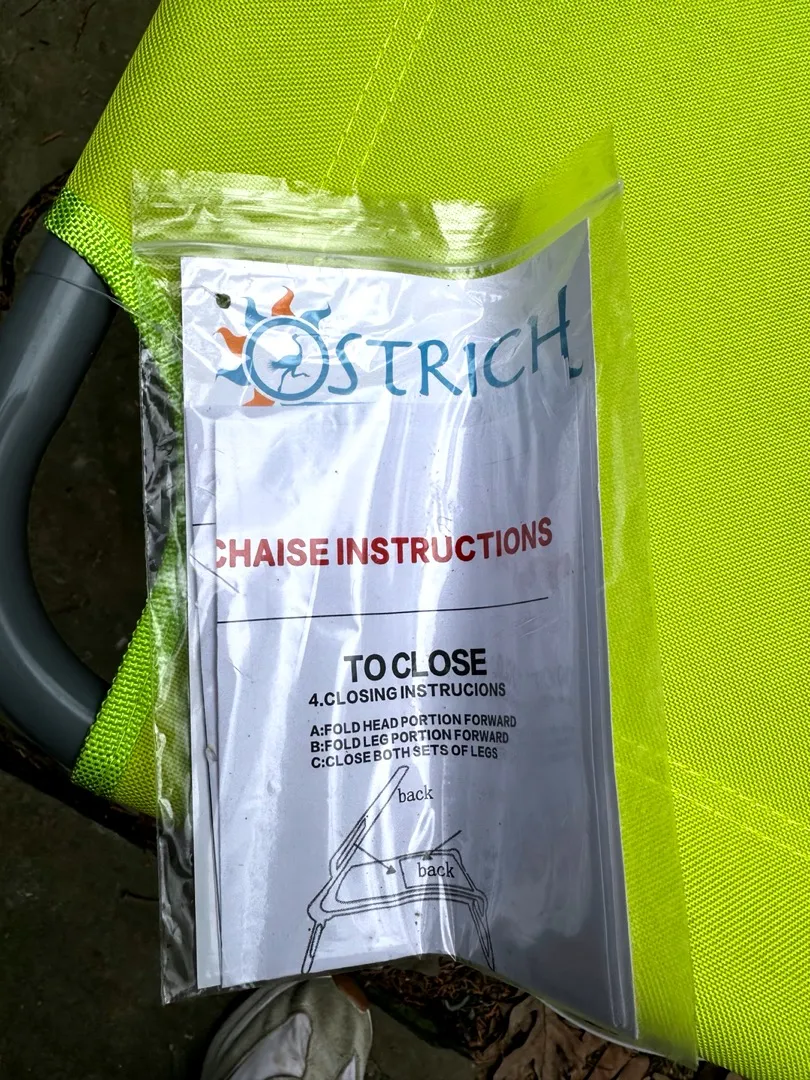 OSTRICH
CHAISE INSTRUCTIONS
TO CLOSE
4.CLOSING INSTRUCIONS
A:FOLD HEAD PORTION FORWARD
B:FOLD LEG PORTION FORWARD
C:CLOSE BOTH SETS OF LEGS
back
back